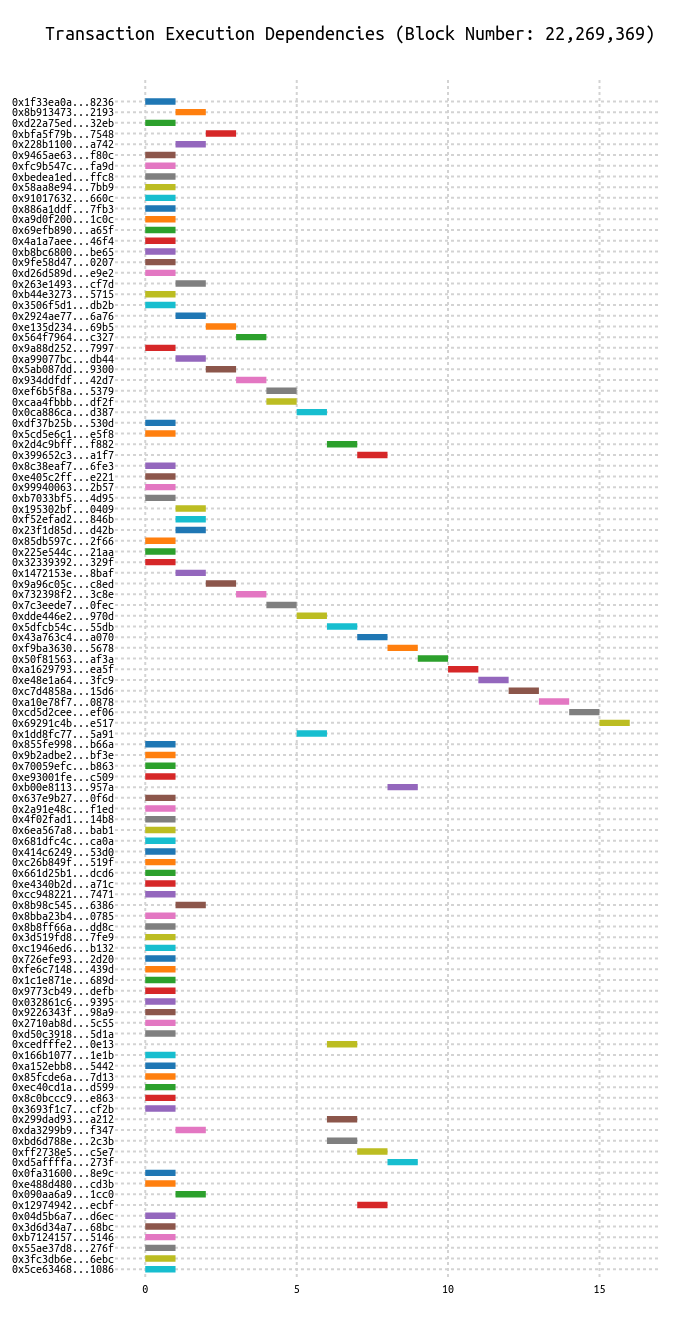 Transaction Execution Dependencies (Block Number: 22,269,369)
0x1f33ea0a...8236
0x8b913473...2193
0xd22a75ed...32eb
0xbfa5f79b...7548
0x228b1100...a742
0x9465ae63...f80c
0xfc9b547c...fa9d
0xbedea1ed...ffc8
0x58aa8e94...7bb9
0x91017632...660c
0x886a1ddf...7fb3
0xa9d0f200...1c0c
0x69efb890...a65f
0x4a1a7aee...46f4
0xb8bc6800...be65
0x9fe58d47...0207
0xd26d589d...e9e2
0x263e1493...cf7d
0xb44e3273...5715
0x3506f5d1...db2b
0x2924ae77...6a76
0xe135d234...69b5
0x564f7964...c327
0x9a88d252...7997
0xa99077bc...db44
0x5ab087dd...9300
0x934ddfdf...42d7
0xef6b5f8a...5379
0xcaa4fbbb...df2f
0x0ca886ca...d387
0xdf37b25b...530d
0x5cd5e6c1...e5f8
0x2d4c9bff...f882
0x399652c3...a1f7
0x8c38eaf7...6fe3
0xe405c2ff...e221
0x99940063...2b57
0xb7033bf5...4d95
0x195302bf...0409
0xf52efad2...846b
0x23f1d85d...d42b
0x85db597c...2f66
0x225e544c...21aa
0x32339392...329f
0x1472153e...8baf
0x9a96c05c...c8ed
0x732398f2...3c8e
0x7c3eede7...0fec
0xdde446e2...970d
0x5dfcb54c...55db
0x43a763c4...a070
0xf9ba3630...5678
0x50f81563...af3a
0xa1629793...ea5f
0xe48e1a64...3fc9
0xc7d4858a...15d6
0xa10e78f7...0878
0xcd5d2cee...ef06
0x69291c4b...e517
0x1dd8fc77...5a91
0x855fe998...b66a
0x9b2adbe2...bf3e
0x70059efc...b863
0xe93001fe...c509
0xb00e8113...957a
0x637e9b27...0f6d
0x2a91e48c...f1ed
0x4f02fad1...14b8
0x6ea567a8...bab1
0x681dfc4c...ca0a
0x414c6249...53d0
0xc26b849f...519f
0x661d25b1...dcd6
0xe4340b2d...a71c
0xcc948221...7471
0x8b98c545...6386
0x8bba23b4...0785
0x8b8ff66a...dd8c
0x3d519fd8...7fe9
0xc1946ed6...b132
0x726efe93...2d20
0xfe6c7148...439d
0x1c1e871e...689d
0x9773cb49...defb
0x032861c6...9395
0x9226343f...98a9
0x2710ab8d...5c55
0xd50c3918...5d1a
0xcedfffe2...0e13
0x166b1077...1e1b
0xa152ebb8...5442
0x85fcde6a...7d13
0xec40cd1a...d599
0x8c0bccc9...e863
0x3693f1c7...cf2b
0x299dad93...a212
0xda3299b9...f347
0xbd6d788e...2c3b
0xff2738e5...c5e7
0xd5affffa...273f
0x0fa31600...8e9c
0xe488d480...cd3b
0x090aa6a9...1cc0
0x12974942...ecbf
0x04d5b6a7...d6ec
0x3d6d34a7...68bc
0xb7124157...5146
0x55ae37d8...276f
0x3fc3db6e...6ebc
0x5ce63468...1086
0 5 10 15